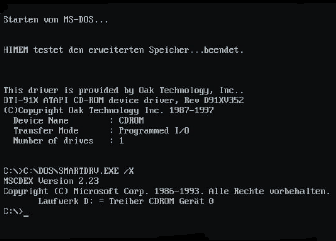 Starten von MS-DOS...
HIMEM testet den erweiterten Speicher...beendet.
This driver is provided by Oak Technology, Inc..
OTI-91X ATAPI CD-ROM device driver, Rev D91XV352
(C)Copyright Oak Technology Inc. 1987-1997
Device Name : CDROM
Transfer Mode : Programmed I/O
Number of drives : 1
C:\>C:\DOS\SMARTDRV.EXE /X
MSCDEX Version 2.23
Copyright (C) Microsoft Corp. 1986-1993. Alle Rechte vorbehalten.
Laufwerk D: = Treiber CDROM Gerät 0
C:\>_